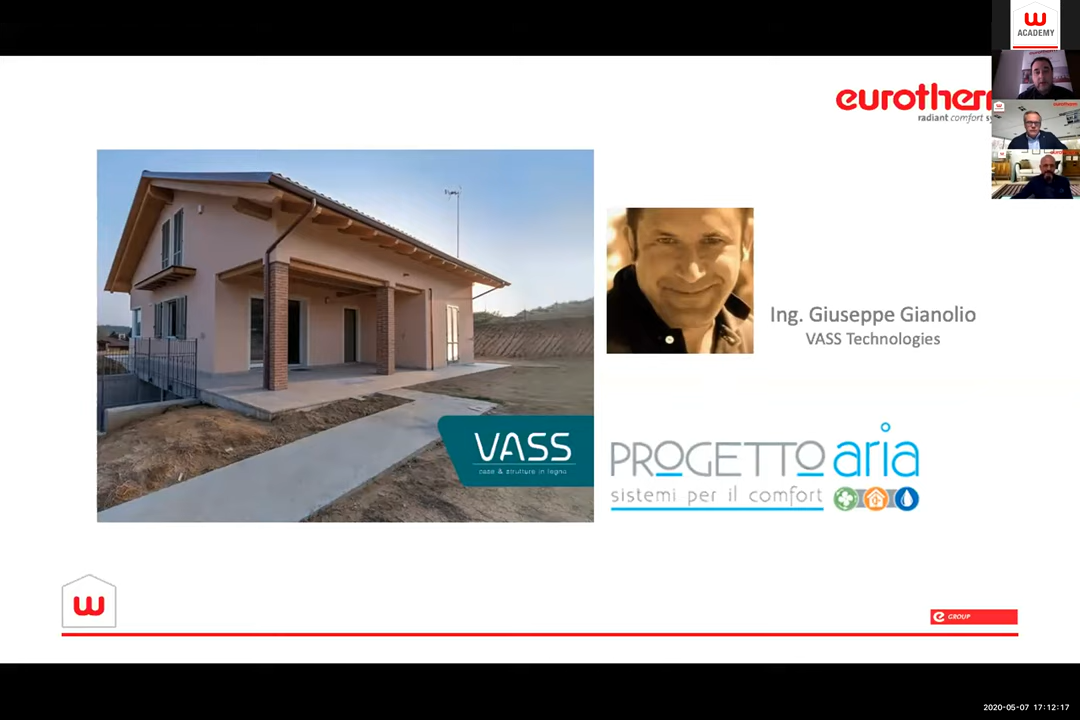 W
ACADEMY
eurotherm
radiant comfort sy
Ing. Giuseppe Gianolio
VASS Technologies
VASS
case & strutture in legno
PROGETTO aria
sistemi per il comfort
W
e GROUP
2020-05-07 17:12:17